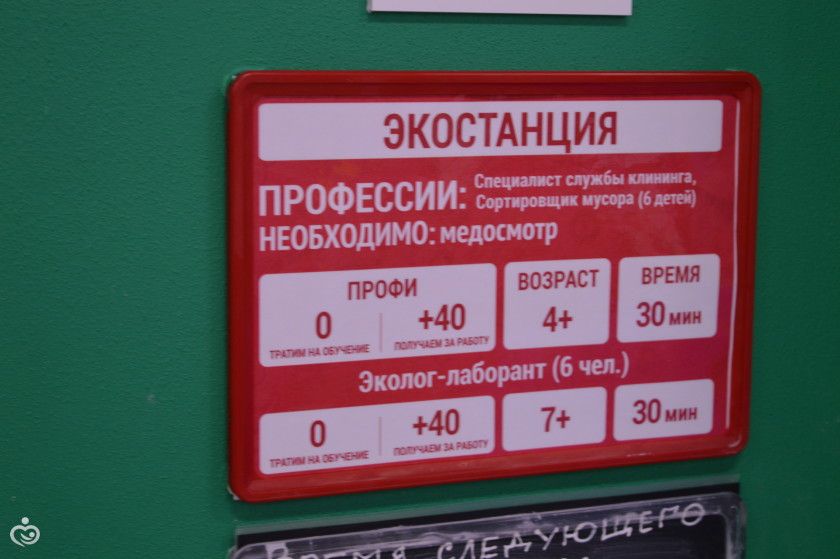 ЭКОСТАНЦИЯ
ПРОФЕССИИ: Специалист службы клининга,
Сортировщик мусора (6 детей)
НЕОБХОДИМО: медосмотр
ПРОФИ ВОЗРАСТ ВРЕМЯ
0 +40 4+ 30 мин
ТРАТИМ НА ОБУЧЕНИЕ ПОЛУЧАЕМ ЗА РАБОТУ
Эколог-лаборант (6 чел.)
0 +40 7+ 30 мин
ТРАТИМ НА ОБУЧЕНИЕ ПОЛУЧАЕМ ЗА РАБОТУ
ВРЕМЯ СЛЕДУЮЩЕГО